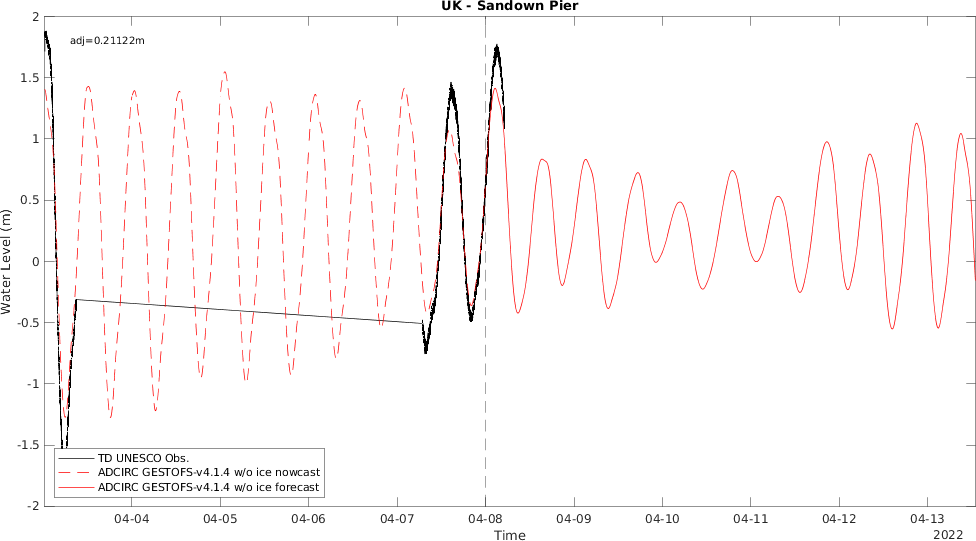 UK - Sandown Pier
adj=0.21122m
Water Level (m)
2
1.5
1
0.5
0
-0.5
-1
-1.5
-2
TD UNESCO Obs.
ADCIRC GESTOFS-v4.1.4 w/o ice nowcast
ADCIRC GESTOFS-v4.1.4 w/o ice forecast
04-04 04-05 04-06 04-07 04-08 04-09 04-10 04-11 04-12 04-13
Time
2022